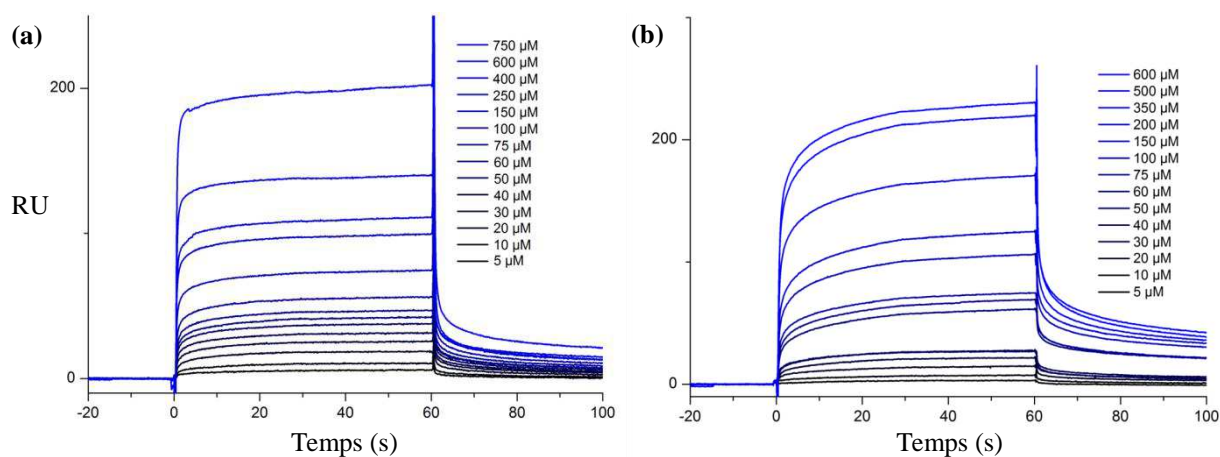 (a)
750 µM
600 µM
400 µM
250 µM
150 µM
100 µM
75 µM
60 µM
50 µM
40 µM
30 µM
20 µM
10 µM
5 µM
200
RU
0
-20 0 20 40 60 80 100
Temps (s)
(b)
600 µM
500 µM
350 µM
200 µM
150 µM
100 µM
75 µM
60 µM
50 µM
40 µM
30 µM
20 µM
10 µM
5 µM
200
0
-20 0 20 40 60 80 100
Temps (s)